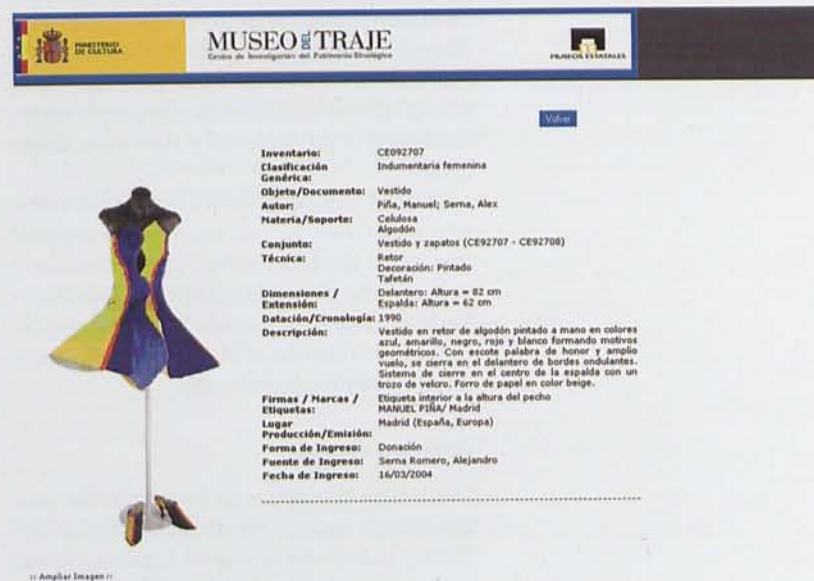 MINISTERIO
DE CULTURA
MUSEO DEL TRAJE
Centro de Investigación del Patrimonio Etnológico
MUSEOS ESTATALES
Volver
Inventario: CE092707
Clasificación Genérica: Indumentaria femenina
Objeto/Documento: Vestido
Autor: Piña, Manuel; Serna, Alex
Materia/Soporte: Celulosa
Algodón
Conjunto: Vestido y zapatos (CE92707 - CE92708)
Técnica: Retor
Decoración: Pintado
Tafetán
Dimensiones / Extensión: Delantero: Altura = 82 cm
Espalda: Altura = 62 cm
Datación/Cronología: 1990
Descripción: Vestido en retor de algodón pintado a mano en colores
azul, amarillo, negro, rojo y blanco formando motivos
geométricos. Con escote palabra de honor y amplio
vuelo, se cierra en el delantero de bordes ondulantes.
Sistema de cierre en el centro de la espalda con un
trozo de velcro. Forro de papel en color beige.
Firmas / Marcas / Etiquetas: Etiqueta interior a la altura del pecho
MANUEL PIÑA/ Madrid
Lugar Producción/Emisión: Madrid (España, Europa)
Forma de Ingreso: Donación
Fuente de Ingreso: Serna Romero, Alejandro
Fecha de Ingreso: 16/03/2004
:: Ampliar Imagen ::